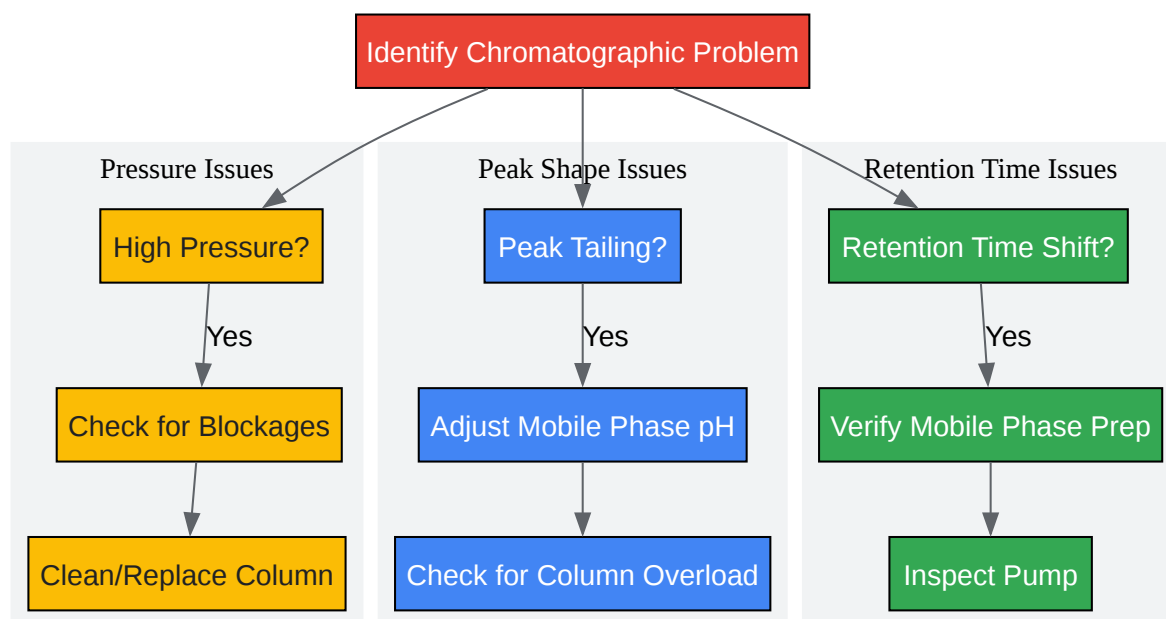 Identify Chromatographic Problem
Pressure Issues
Peak Shape Issues
Retention Time Issues
High Pressure?
Peak Tailing?
Retention Time Shift?
Yes
Yes
Yes
Check for Blockages
Adjust Mobile Phase pH
Verify Mobile Phase Prep
Clean/Replace Column
Check for Column Overload
Inspect Pump